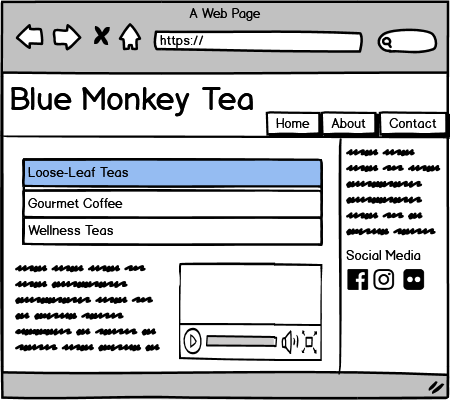 A Web Page
https://
Blue Monkey Tea
Home
About
Contact
Loose-Leaf Teas
Gourmet Coffee
Wellness Teas
Social Media